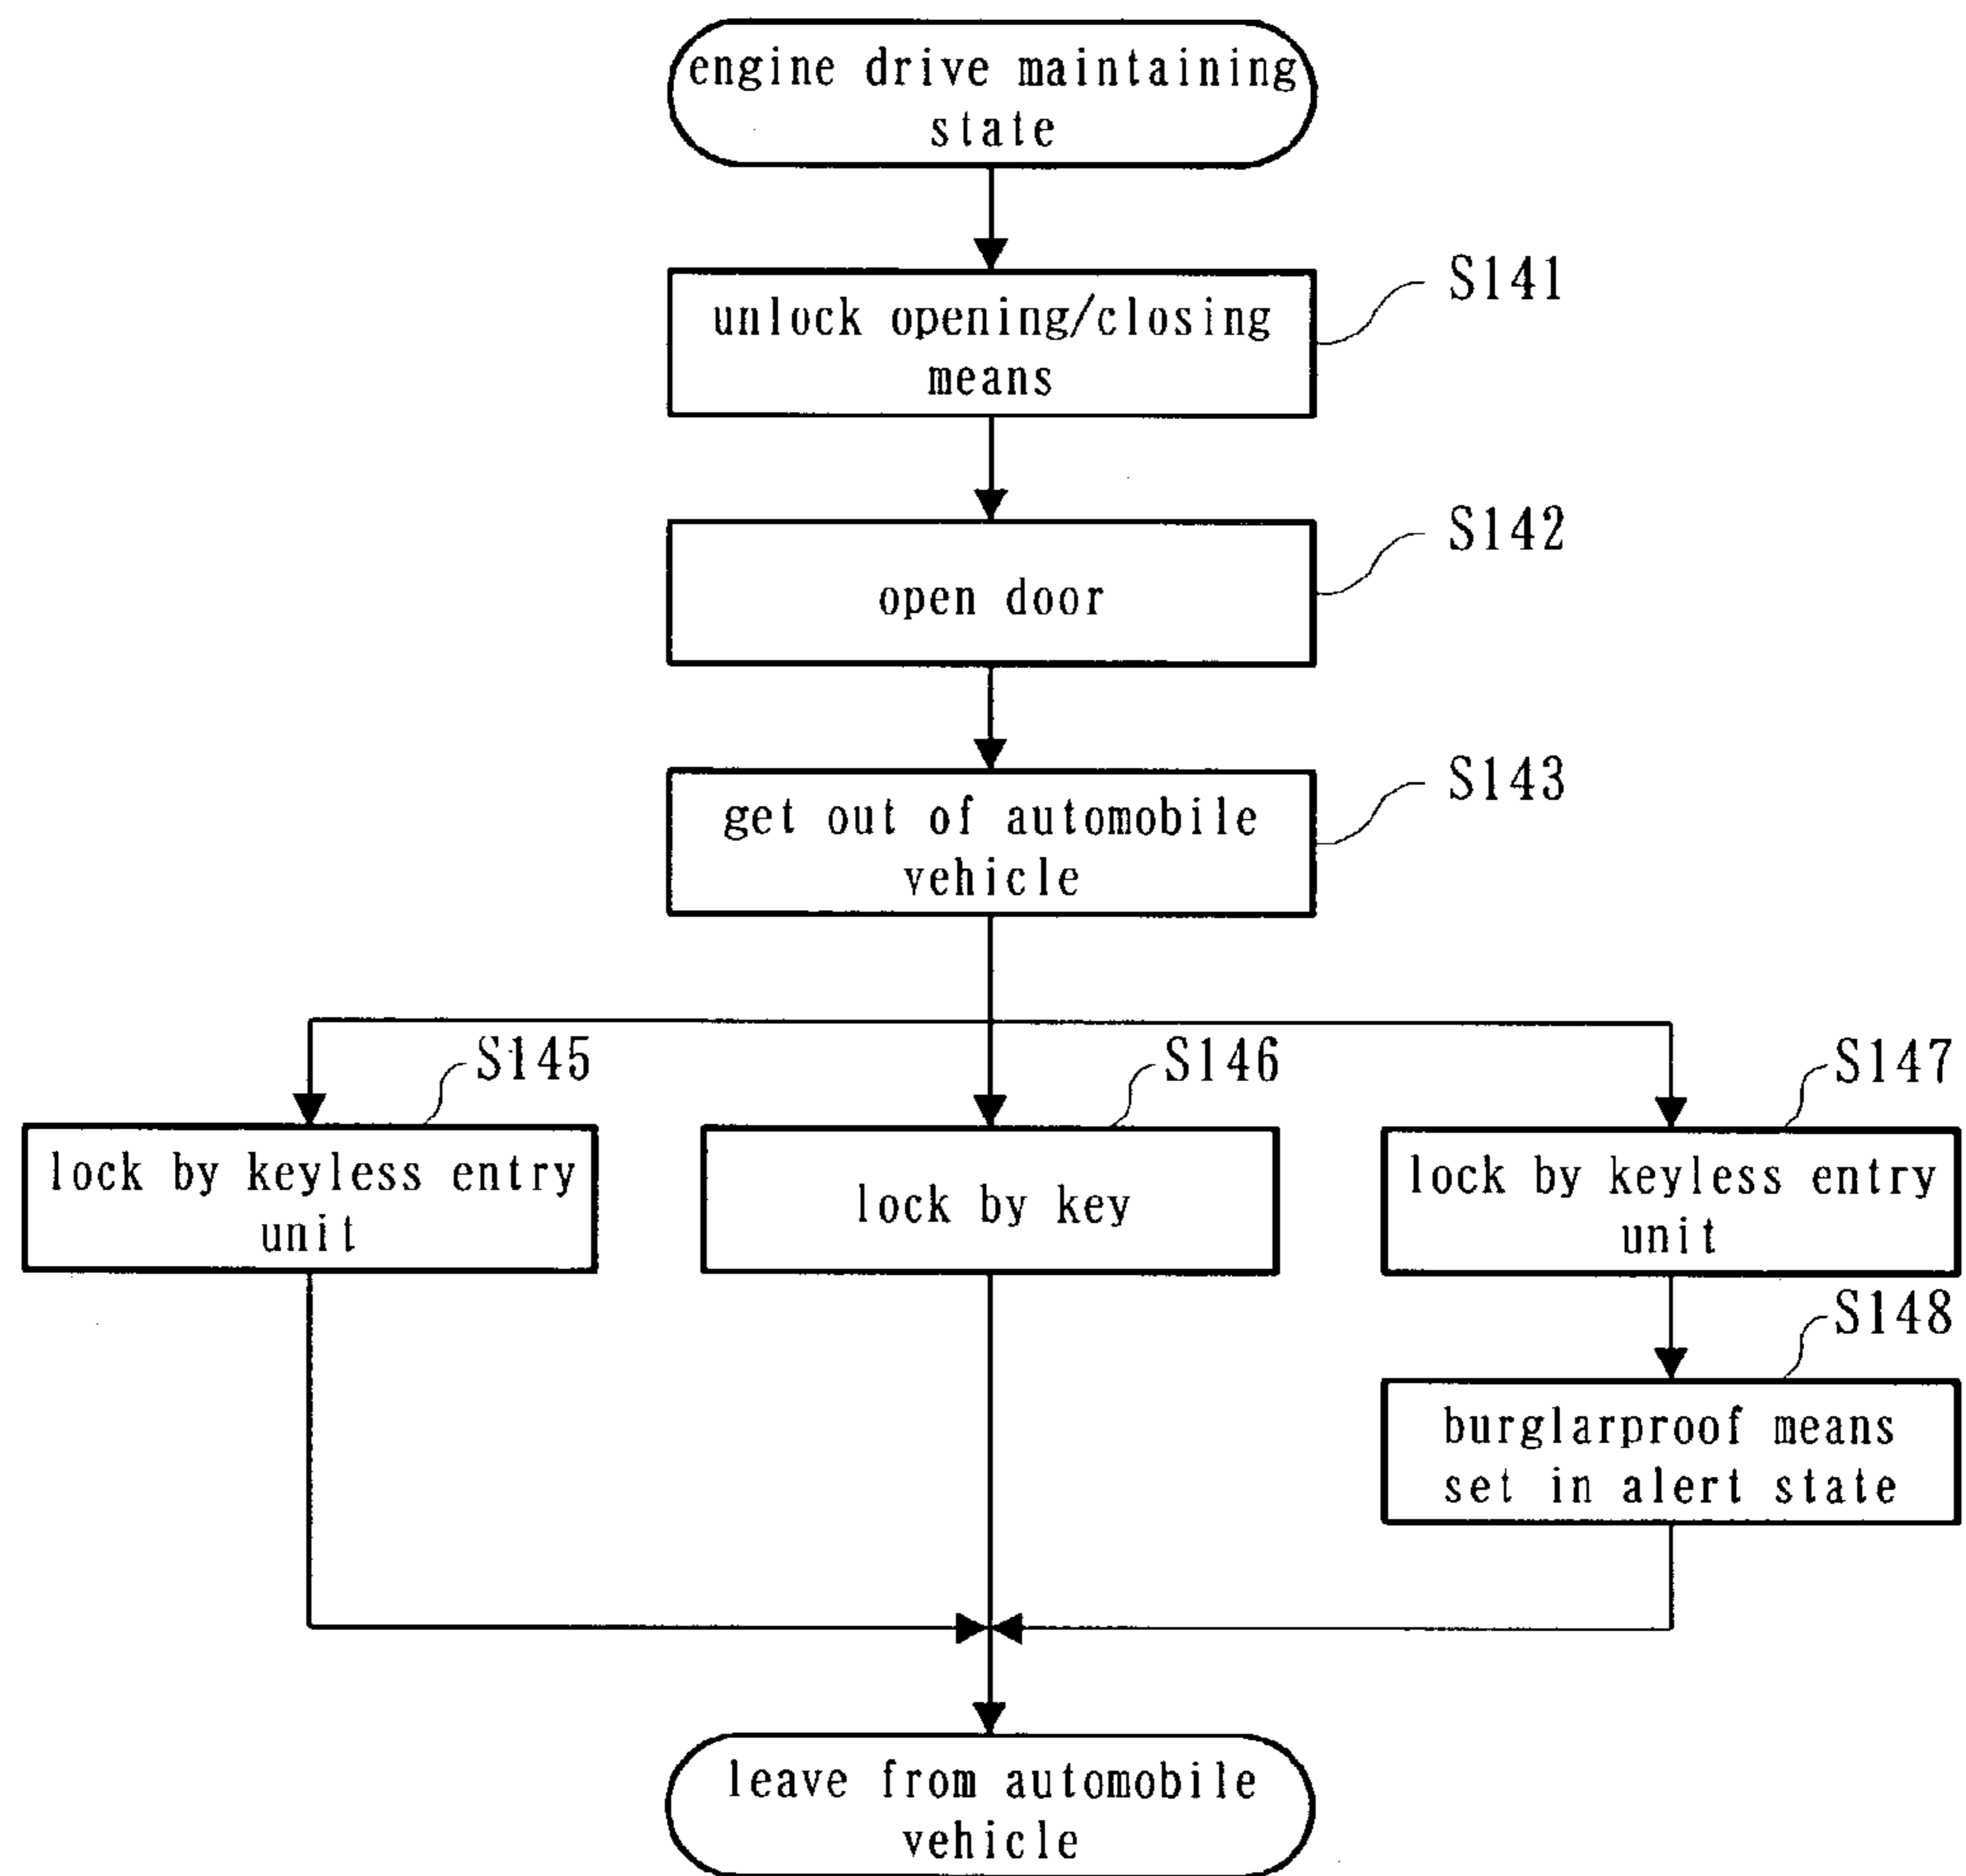 engine drive maintaining
state
S141
unlock opening/closing
means
S142
open door
S143
get out of automobile
vehicle
S145
S146
S147
lock by keyless entry
unit
lock by key
lock by keyless entry
unit
S148
burglarproof means
set in alert state
leave from automobile
vehicle